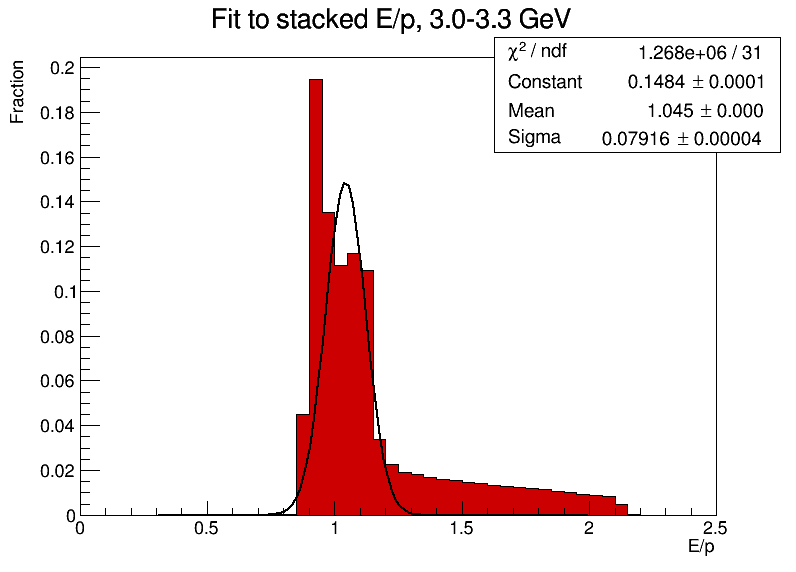 Fit to stacked E/p, 3.0-3.3 GeV
χ² / ndf 1.268e+06 / 31
Constant 0.1484 ± 0.0001
Mean 1.045 ± 0.000
Sigma 0.07916 ± 0.00004
Fraction
0.2
0.18
0.16
0.14
0.12
0.1
0.08
0.06
0.04
0.02
0
0 0.5 1 1.5 2 2.5
E/p